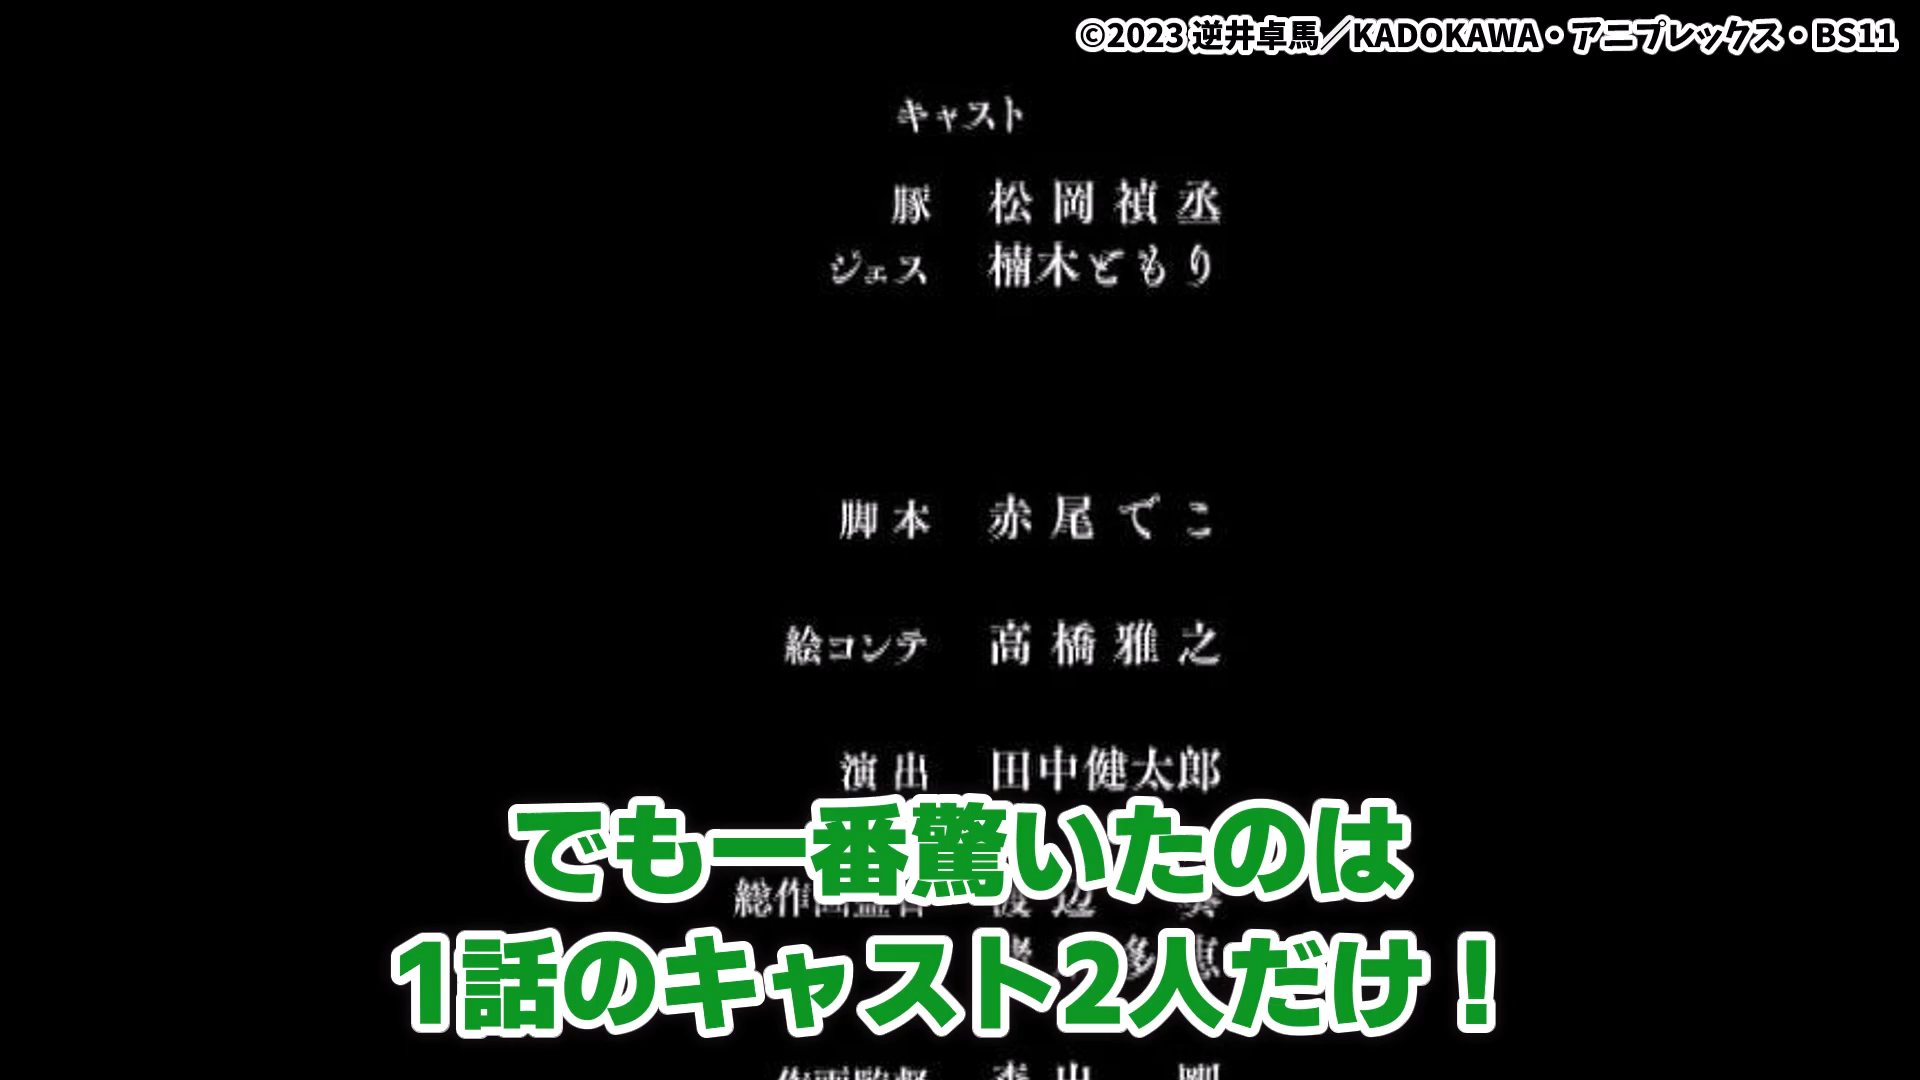 ©2023 逆井卓馬／KADOKAWA・アニプレックス・BS11
キャスト
豚 松岡禎丞
ジェス 楠木ともり
脚本 赤尾でこ
絵コンテ 高橋雅之
演出 田中健太郎
でも一番驚いたのは
1話のキャスト2人だけ！